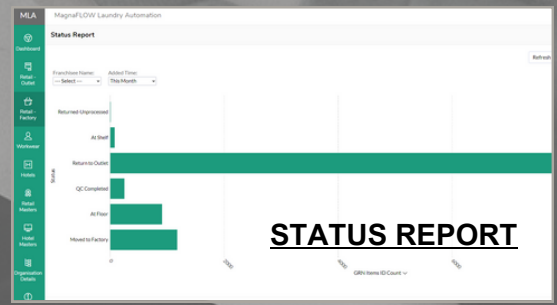 MLA
MagnaFLOW Laundry Automation
Status Report
Dashboard
Refresh
Retail -
Outlet
Franchisee Name:
Added Time:
--- Select ---
This Month
Retail -
Factory
Returned Unprocessed
Workwear
At Shelf
Hotels
Return to Outlet
Status
QC Completed
Retail
Masters
At Floor
Hotel
Masters
Moved to Factory
STATUS REPORT
0
2000
4000
6000
GRN Items ID Count
Organisation
Details